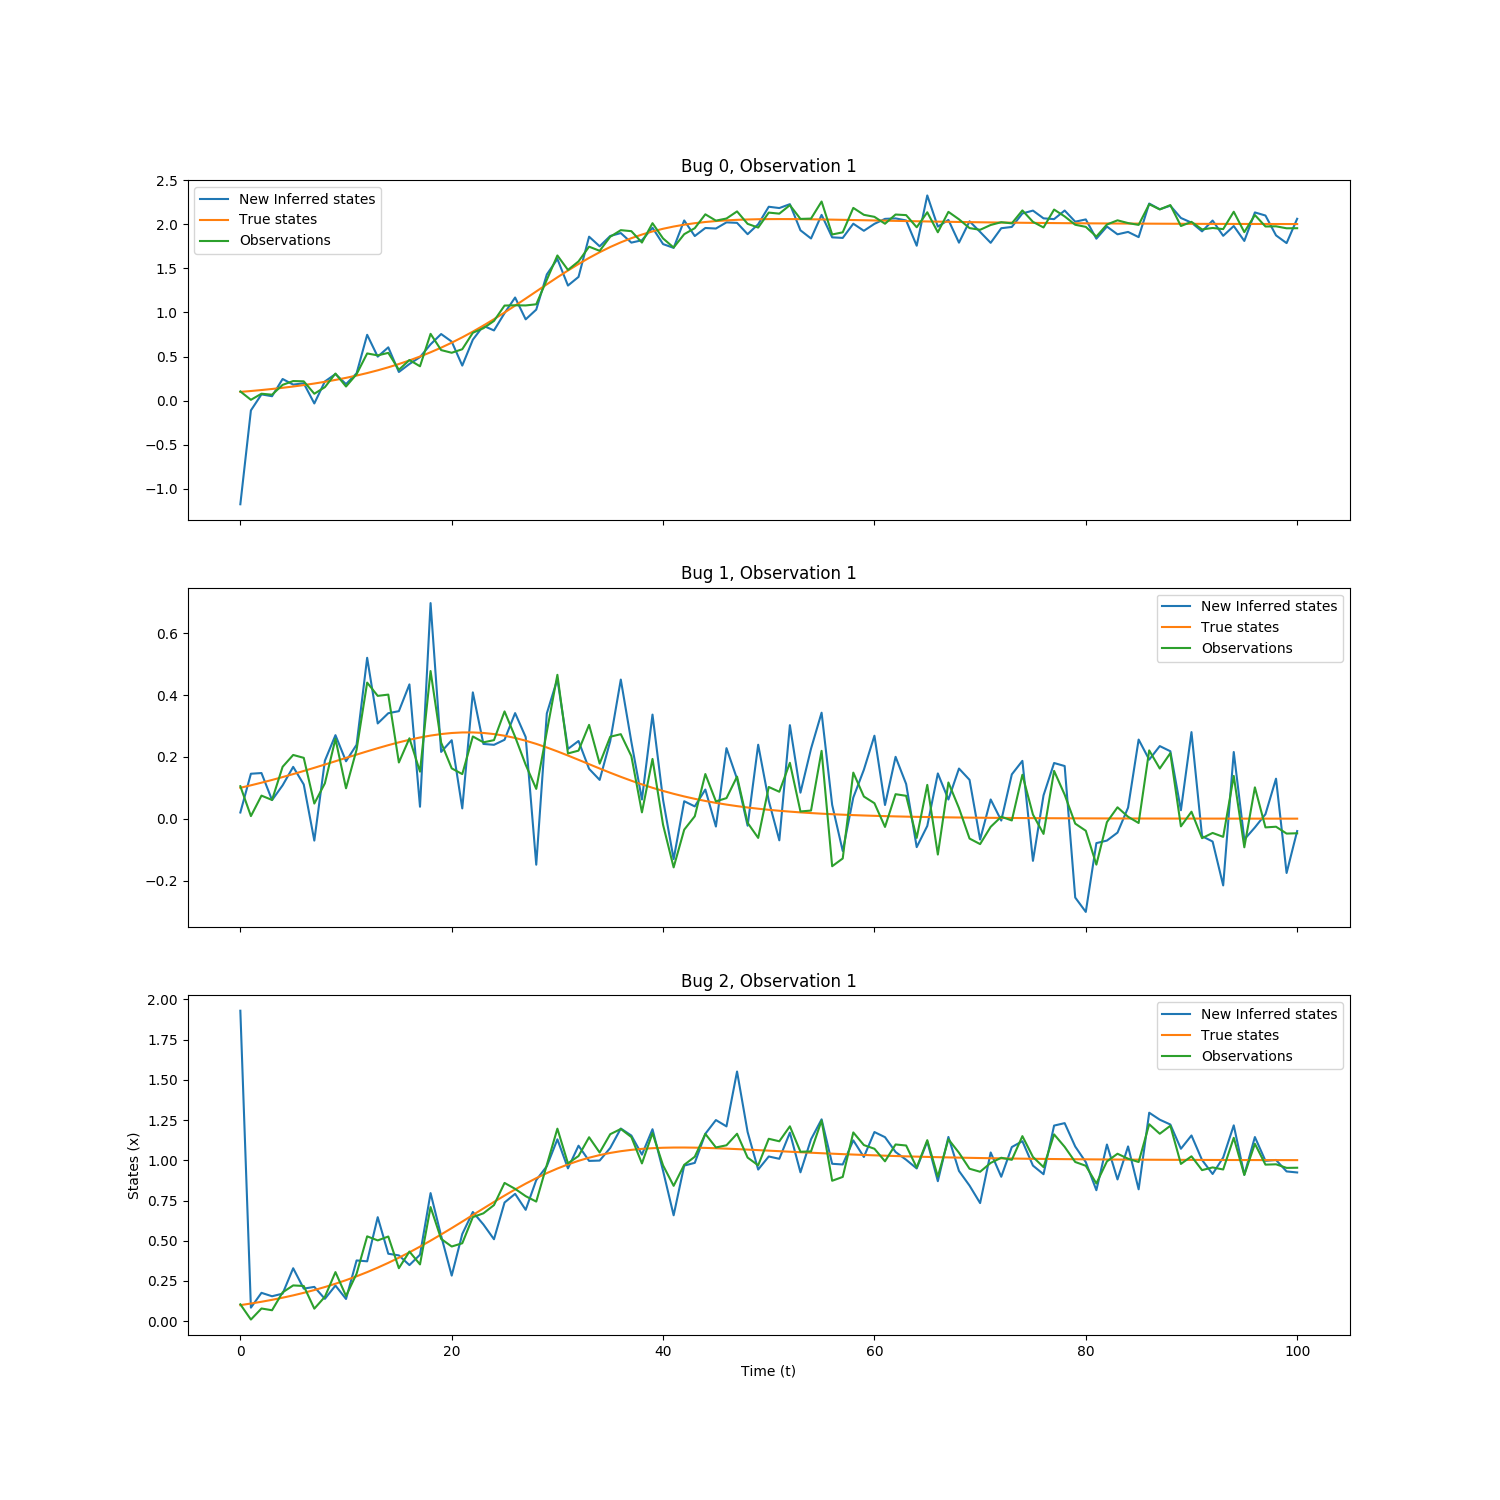 Bug 0, Observation 1
2.5
2.0
1.5
1.0
0.5
0.0
−0.5
−1.0
New Inferred states
True states
Observations
Bug 1, Observation 1
0.6
0.4
0.2
0.0
−0.2
New Inferred states
True states
Observations
Bug 2, Observation 1
2.00
1.75
1.50
1.25
1.00
0.75
0.50
0.25
0.00
States (x)
New Inferred states
True states
Observations
0 20 40 60 80 100
Time (t)